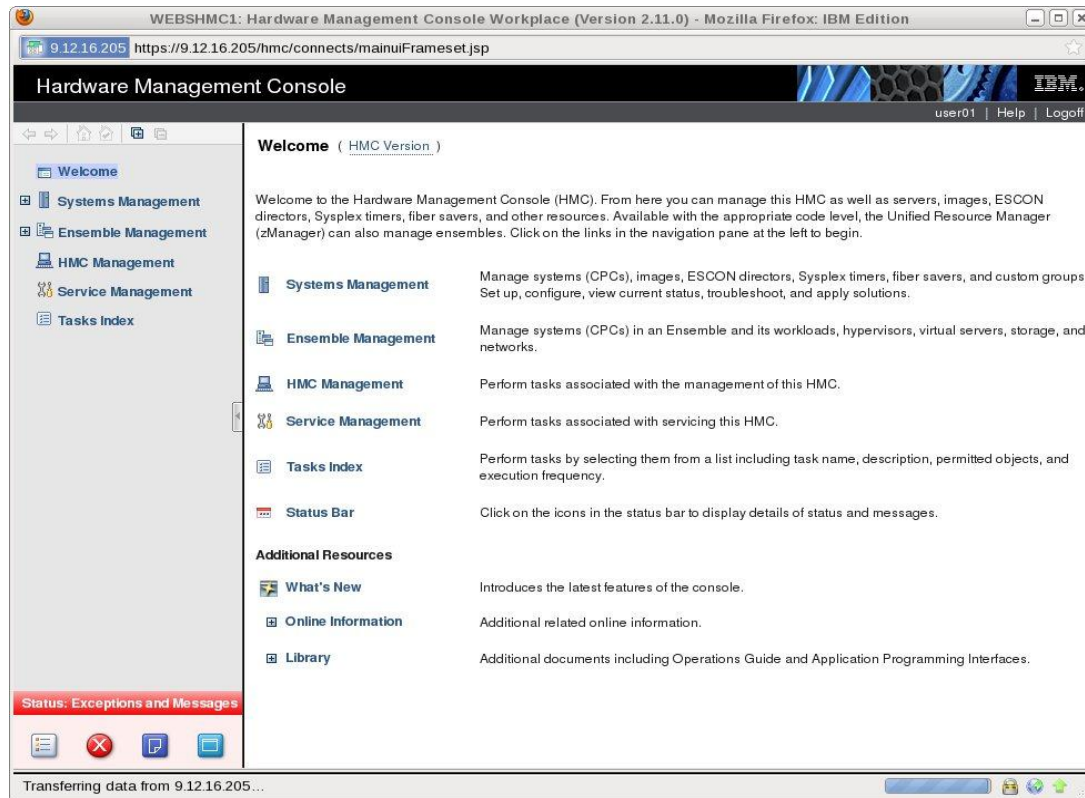 WEBSHMC1: Hardware Management Console Workplace (Version 2.11.0) - Mozilla Firefox: IBM Edition
9.12.16.205 https://9.12.16.205/hmc/connects/mainuiFrameset.jsp
Hardware Management Console
IBM.
user01 | Help | Logoff
Welcome
Systems Management
Ensemble Management
HMC Management
Service Management
Tasks Index
Welcome ( HMC Version )
Welcome to the Hardware Management Console (HMC). From here you can manage this HMC as well as servers, images, ESCON
directors, Sysplex timers, fiber savers, and other resources. Available with the appropriate code level, the Unified Resource Manager
(zManager) can also manage ensembles. Click on the links in the navigation pane at the left to begin.
Systems Management
Manage systems (CPCs), images, ESCON directors, Sysplex timers, fiber savers, and custom groups
Set up, configure, view current status, troubleshoot, and apply solutions.
Ensemble Management
Manage systems (CPCs) in an Ensemble and its workloads, hypervisors, virtual servers, storage, and
networks.
HMC Management
Perform tasks associated with the management of this HMC.
Service Management
Perform tasks associated with servicing this HMC.
Tasks Index
Perform tasks by selecting them from a list including task name, description, permitted objects, and
execution frequency.
Status Bar
Click on the icons in the status bar to display details of status and messages.
Additional Resources
What's New
Introduces the latest features of the console.
Online Information
Additional related online information.
Library
Additional documents including Operations Guide and Application Programming Interfaces.
Status: Exceptions and Messages
Transferring data from 9.12.16.205...